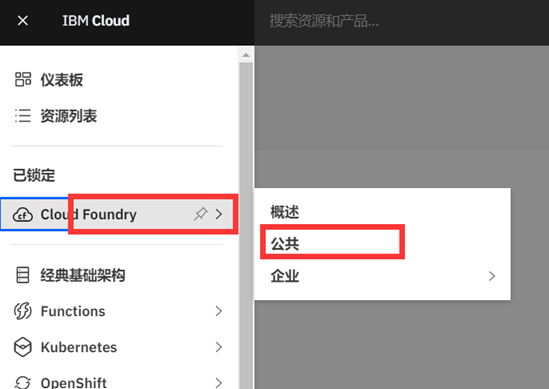 IBM Cloud
搜索资源和产品...
仪表板
资源列表
已锁定
Cloud Foundry
概述
公共
企业
经典基础架构
Functions
Kubernetes
OpenShift